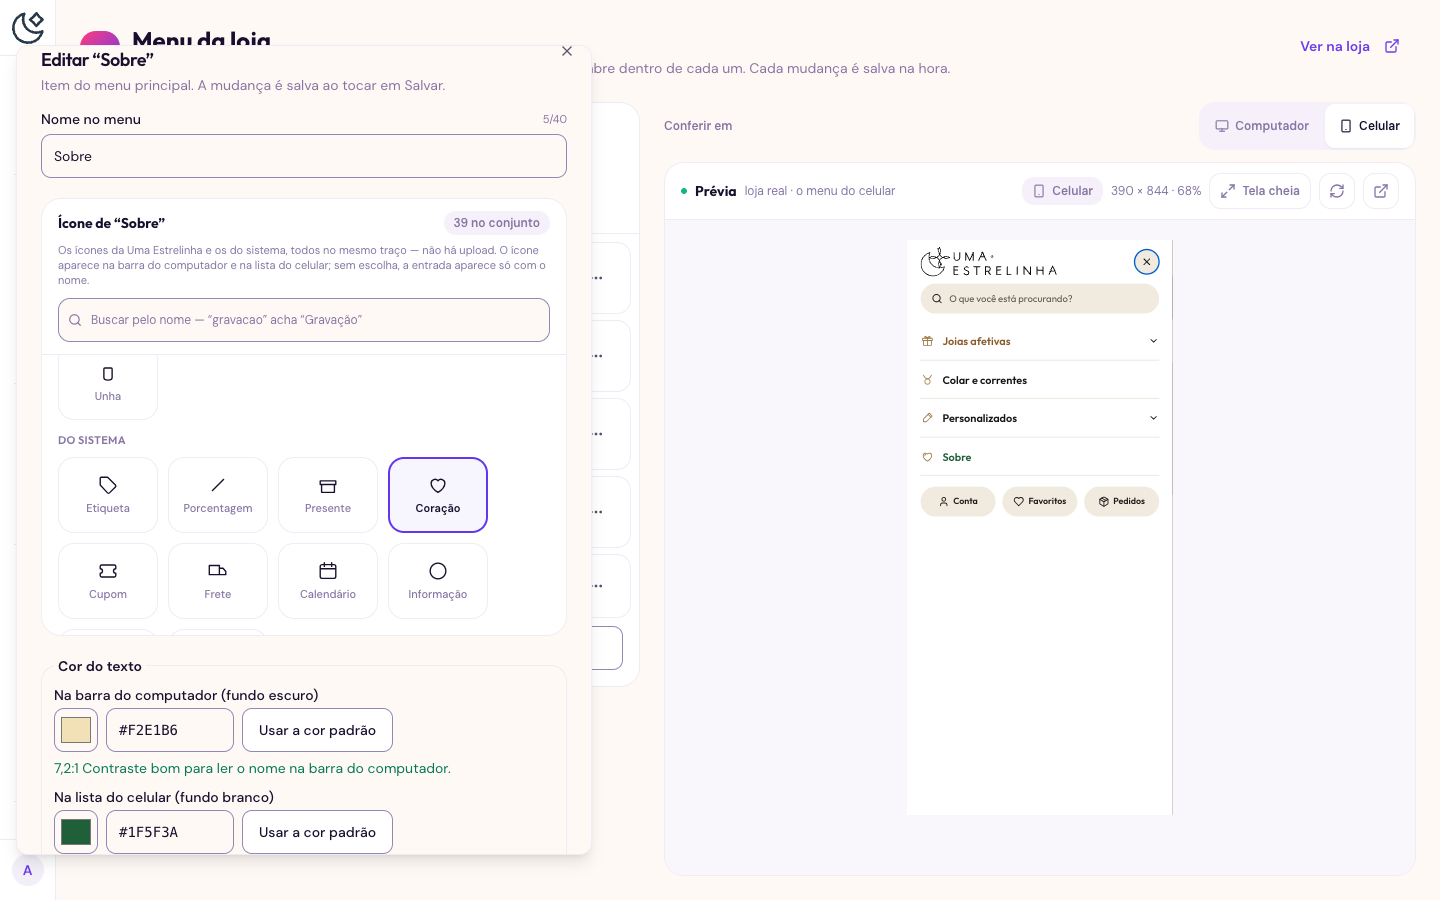 Menu da loja
Ver na loja
abre dentro de cada um. Cada mudança é salva na hora.
Editar “Sobre”
Item do menu principal. A mudança é salva ao tocar em Salvar.
Nome no menu
5/40
Sobre
Ícone de “Sobre”
39 no conjunto
Os ícones da Uma Estrelinha e os do sistema, todos no mesmo traço — não há upload. O ícone
aparece na barra do computador e na lista do celular; sem escolha, a entrada aparece só com o
nome.
Buscar pelo nome — “gravacao” acha “Gravação”
Unha
DO SISTEMA
Etiqueta
Porcentagem
Presente
Coração
Cupom
Frete
Calendário
Informação
Cor do texto
Na barra do computador (fundo escuro)
#F2E1B6
Usar a cor padrão
7,2:1 Contraste bom para ler o nome na barra do computador.
Na lista do celular (fundo branco)
#1F5F3A
Usar a cor padrão
A
Conferir em
Computador
Celular
Prévia
loja real · o menu do celular
Celular
390 × 844 · 68%
Tela cheia
UMA
ESTRELINHA
O que você está procurando?
Joias afetivas
Colar e correntes
Personalizados
Sobre
Conta
Favoritos
Pedidos